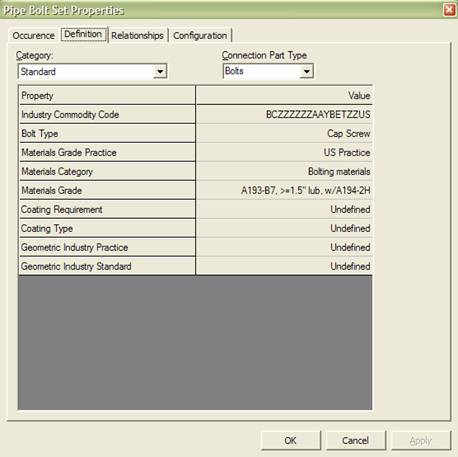 Pipe Bolt Set Properties
Occurence Definition Relationships Configuration
Category: Connection Part Type
Standard Bolts
Property Value
Industry Commodity Code BCZZZZZZAAYBETZZUS
Bolt Type Cap Screw
Materials Grade Practice US Practice
Materials Category Bolting materials
Materials Grade A193-B7, >=1.5" lub, w/A194-2H
Coating Requirement Undefined
Coating Type Undefined
Geometric Industry Practice Undefined
Geometric Industry Standard Undefined
OK Cancel Apply